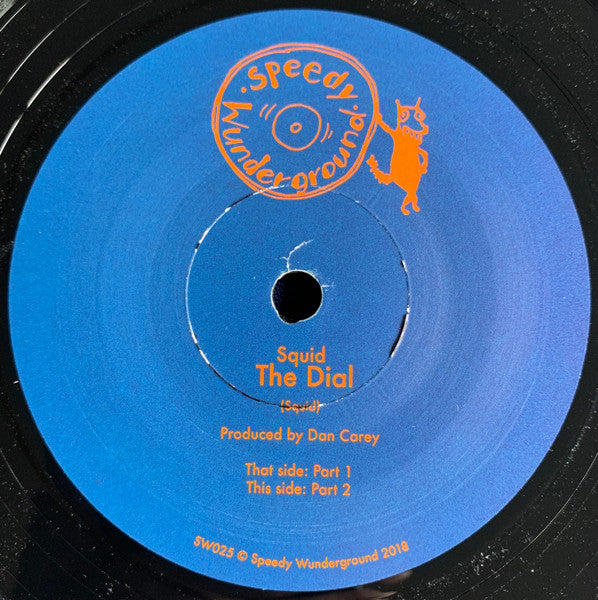 . Speedy .
Wunderground
Squid
The Dial
(Squid)
Produced by Dan Carey
That side: Part 1
This side: Part 2
SW025 © Speedy Wunderground 2018